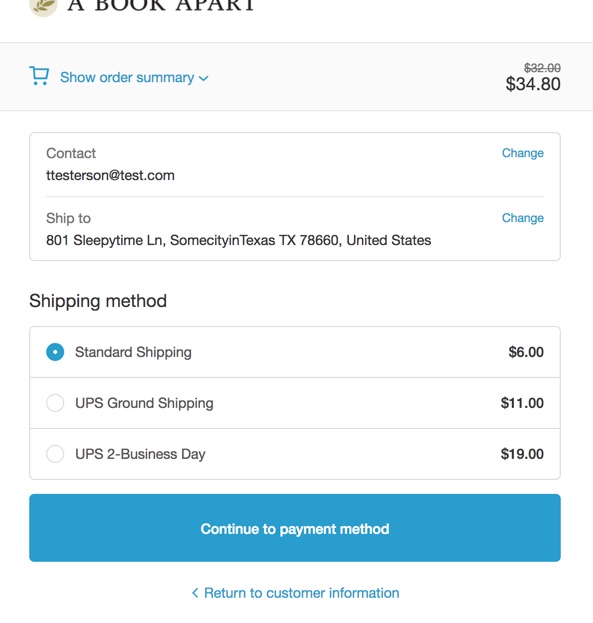 A BOOK APART
$32.00
Show order summary
$34.80
Contact
Change
ttesterson@test.com
Ship to
Change
801 Sleepytime Ln, SomecityinTexas TX 78660, United States
Shipping method
Standard Shipping $6.00
UPS Ground Shipping $11.00
UPS 2-Business Day $19.00
Continue to payment method
< Return to customer information